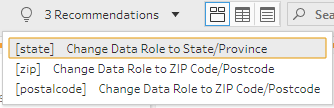 3 Recommendations
[state] Change Data Role to State/Province
[zip] Change Data Role to ZIP Code/Postcode
[postalcode] Change Data Role to ZIP Code/Postcode